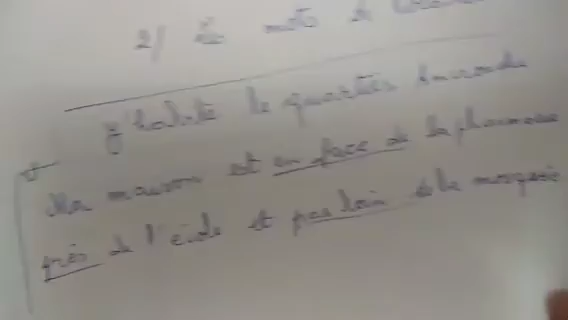 2/ Les mots de
J'habite le quartier
Ma maison est en face de la pharmacie
près de l'école et pas loin de la mosquée